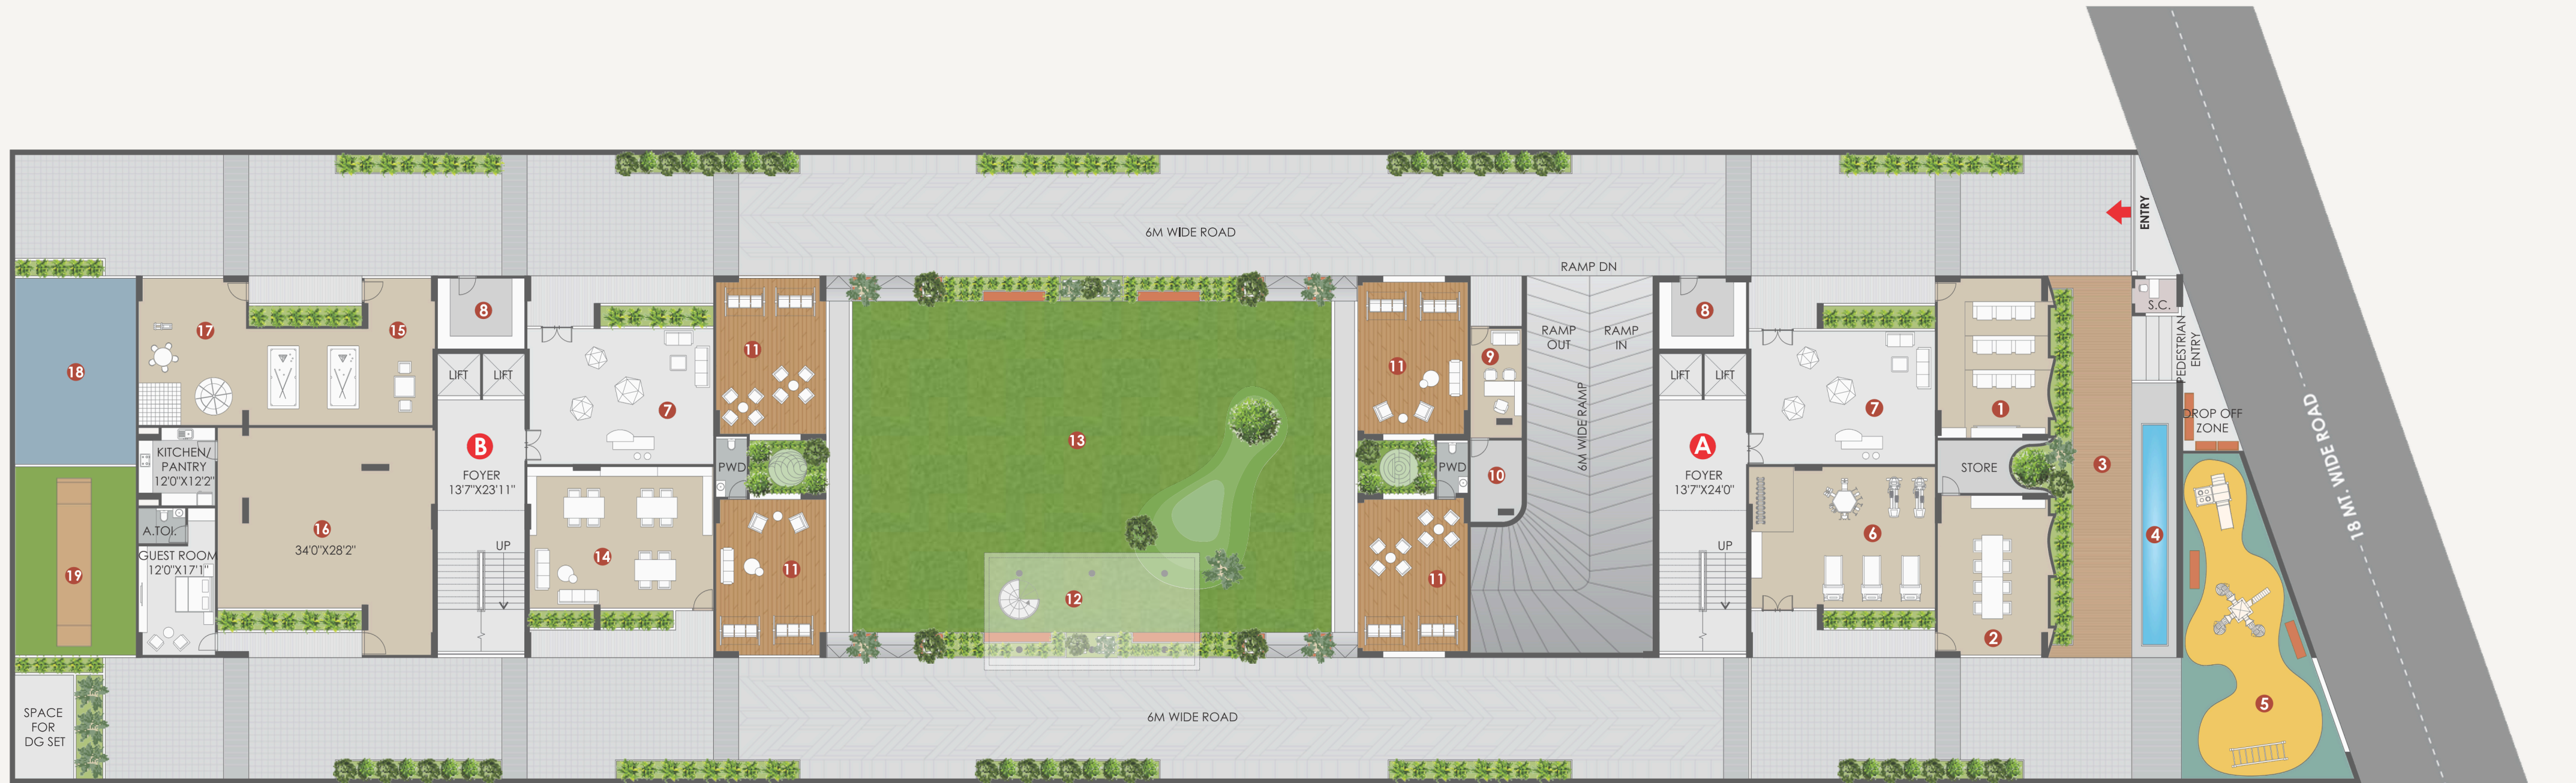 18 MT. WIDE ROAD
ENTRY
6M WIDE ROAD
RAMP DN
S.C.
PEDESTRIAN
ENTRY
DROP OFF
ZONE
18
17
15
8
LIFT
LIFT
7
11
11
9
RAMP
OUT
RAMP
IN
6M WIDE RAMP
8
LIFT
LIFT
7
1
3
4
KITCHEN/
PANTRY
12'0"X12'2"
B
FOYER
13'7"X23'11"
PWD
13
PWD
10
A
FOYER
13'7"X24'0"
STORE
A.TOI.
GUEST ROOM
12'0"X17'1"
16
34'0"X28'2"
UP
14
11
12
11
UP
6
2
19
5
SPACE
FOR
DG SET
6M WIDE ROAD